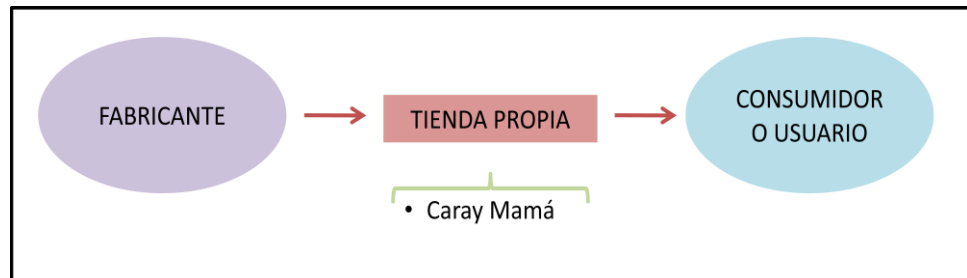 FABRICANTE
TIENDA PROPIA
CONSUMIDOR
O USUARIO
• Caray Mamá